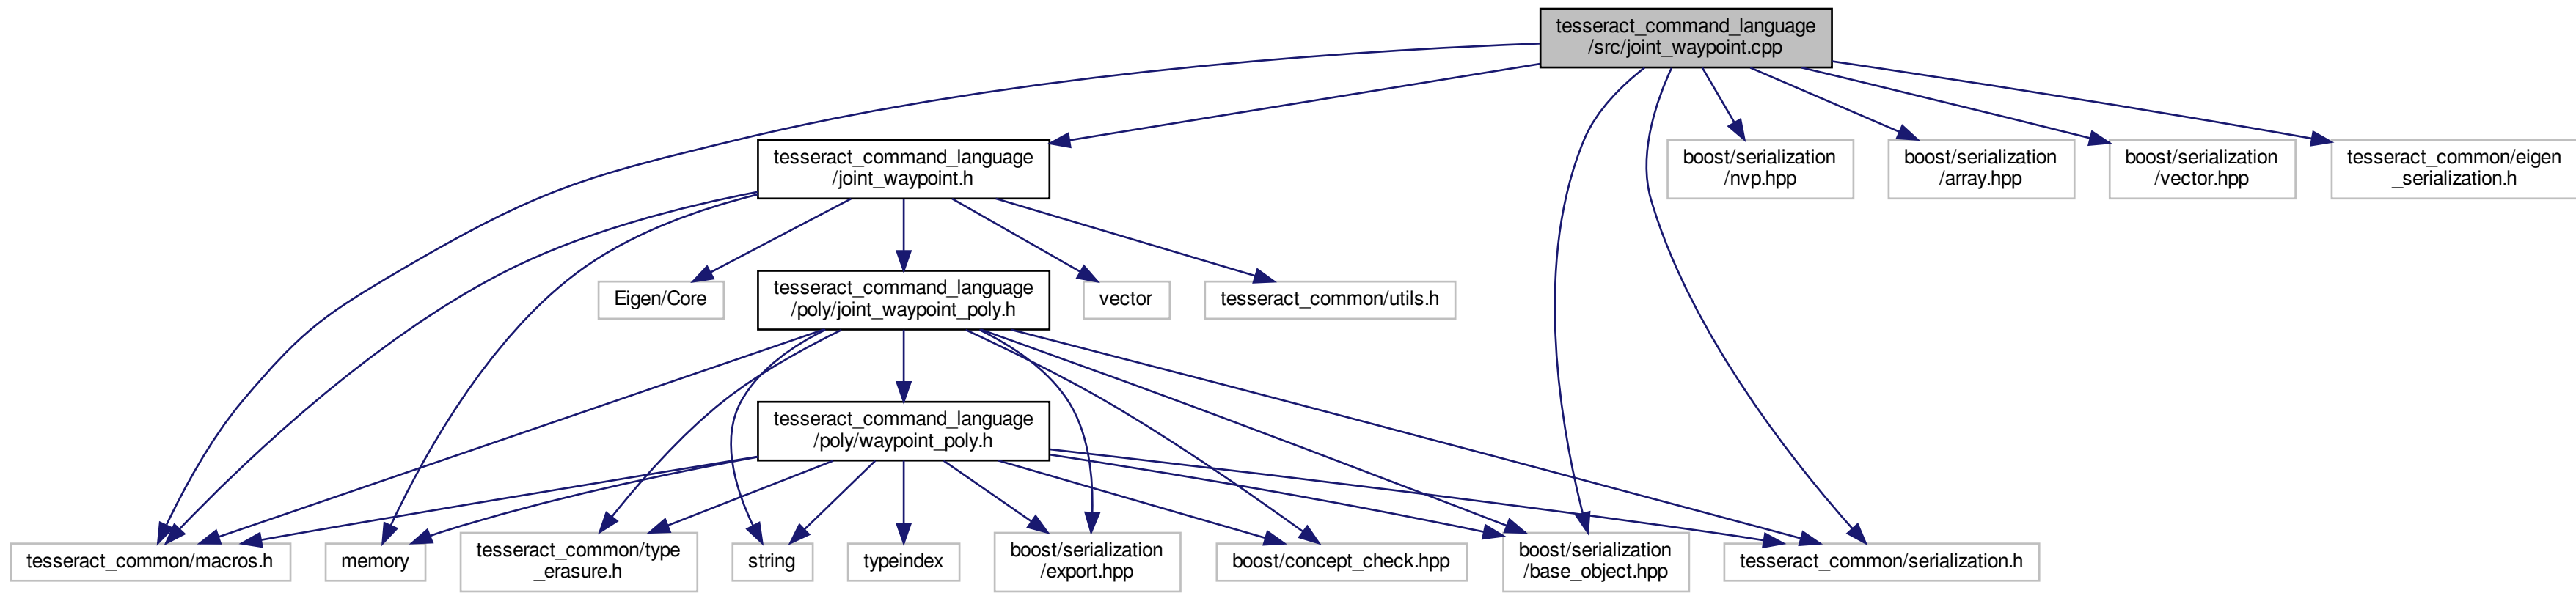 tesseract_command_language
/src/joint_waypoint.cpp
tesseract_command_language
/joint_waypoint.h
boost/serialization
/nvp.hpp
boost/serialization
/array.hpp
boost/serialization
/vector.hpp
tesseract_common/eigen
_serialization.h
Eigen/Core
tesseract_command_language
/poly/joint_waypoint_poly.h
vector
tesseract_common/utils.h
tesseract_command_language
/poly/waypoint_poly.h
tesseract_common/macros.h
memory
tesseract_common/type
_erasure.h
string
typeindex
boost/serialization
/export.hpp
boost/concept_check.hpp
boost/serialization
/base_object.hpp
tesseract_common/serialization.h